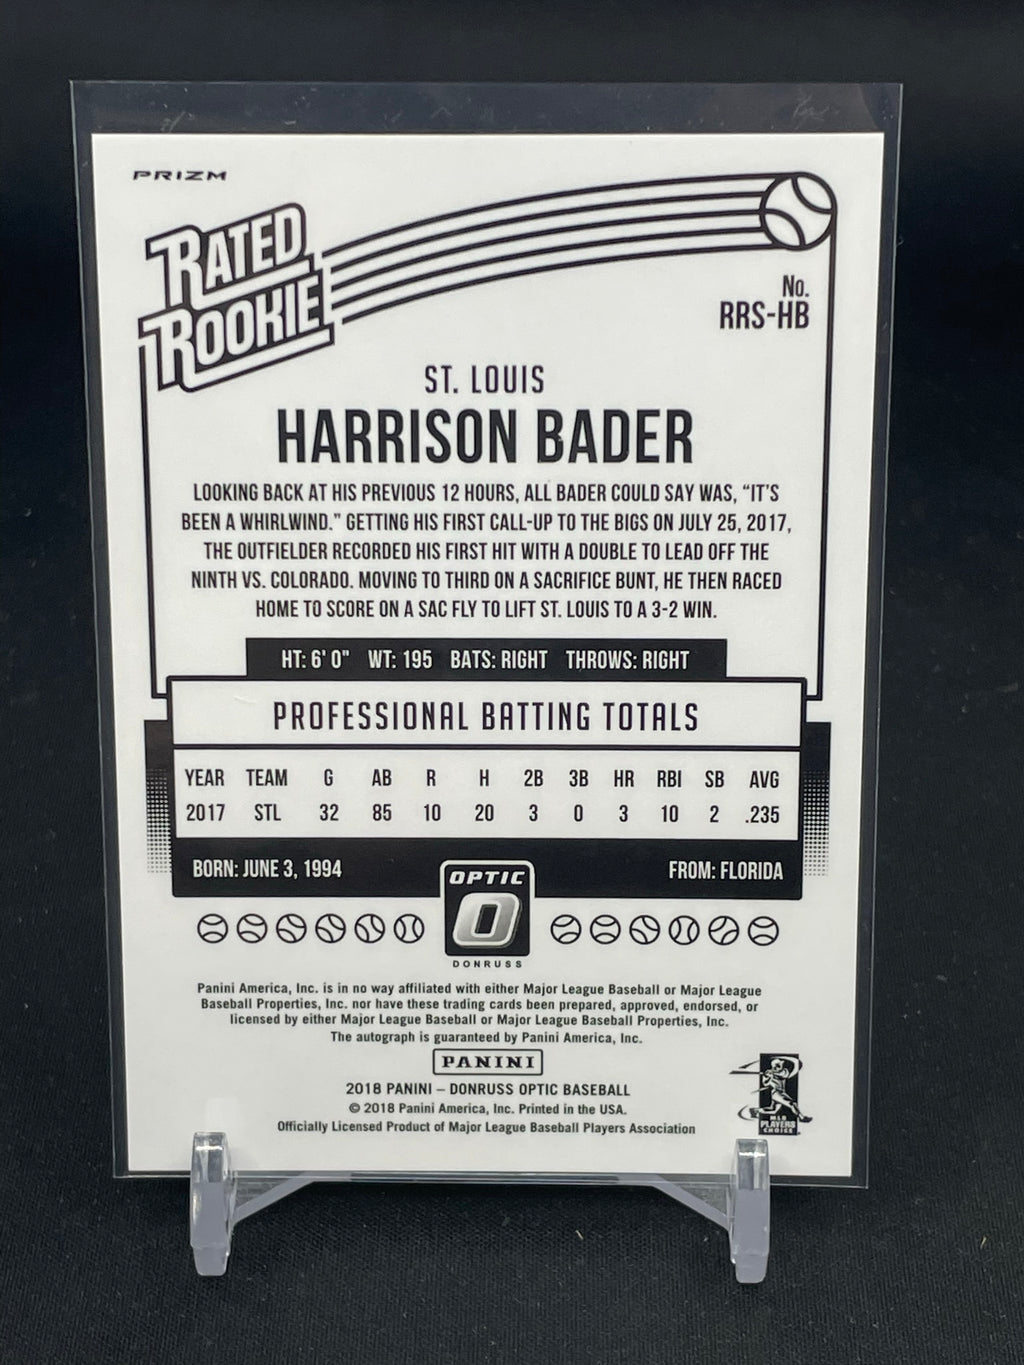 PRIZM
RATED
ROOKIE
No.
RRS-HB
ST. LOUIS
HARRISON BADER
LOOKING BACK AT HIS PREVIOUS 12 HOURS, ALL BADER COULD SAY WAS, “IT’S
BEEN A WHIRLWIND.” GETTING HIS FIRST CALL-UP TO THE BIGS ON JULY 25, 2017,
THE OUTFIELDER RECORDED HIS FIRST HIT WITH A DOUBLE TO LEAD OFF THE
NINTH VS. COLORADO. MOVING TO THIRD ON A SACRIFICE BUNT, HE THEN RACED
HOME TO SCORE ON A SAC FLY TO LIFT ST. LOUIS TO A 3-2 WIN.
HT: 6' 0" WT: 195 BATS: RIGHT THROWS: RIGHT
PROFESSIONAL BATTING TOTALS
YEAR TEAM G AB R H 2B 3B HR RBI SB AVG
2017 STL 32 85 10 20 3 0 3 10 2 .235
BORN: JUNE 3, 1994 FROM: FLORIDA
OPTIC
O
DONRUSS
Panini America, Inc. is in no way affiliated with either Major League Baseball or Major League
Baseball Properties, Inc. nor have these trading cards been prepared, approved, endorsed, or
licensed by either Major League Baseball or Major League Baseball Properties, Inc.
The autograph is guaranteed by Panini America, Inc.
PANINI
2018 PANINI – DONRUSS OPTIC BASEBALL
© 2018 Panini America, Inc. Printed in the USA.
Officially Licensed Product of Major League Baseball Players Association
MLB
PLAYERS
CHOICE